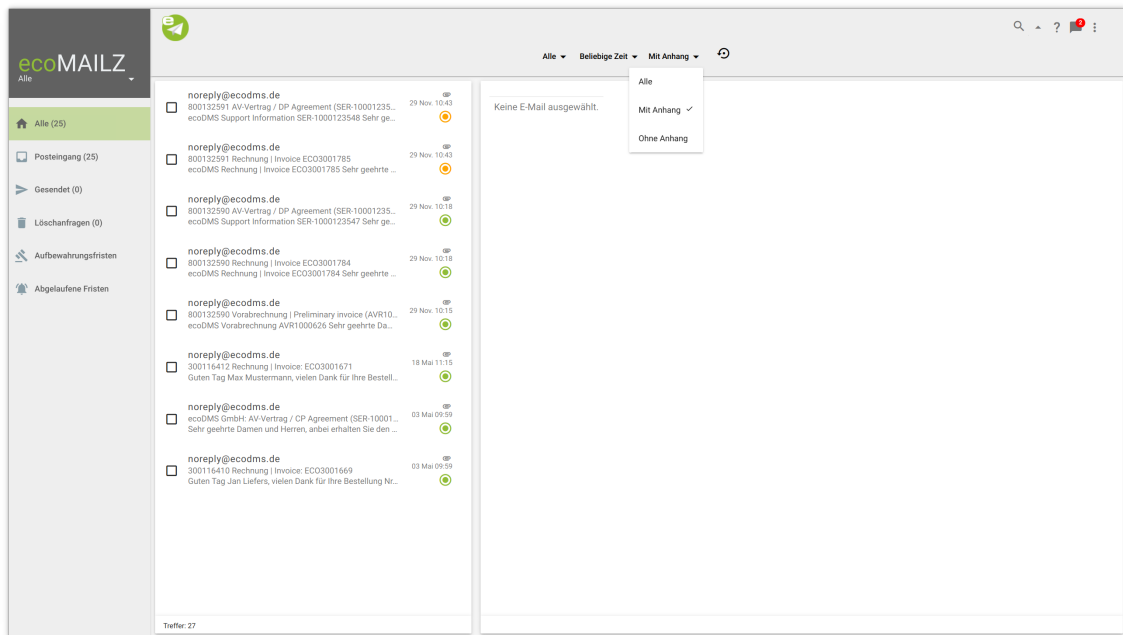 ecoMAILZ
Alle
Alle (25)
Posteingang (25)
Gesendet (0)
Löschanfragen (0)
Aufbewahrungsfristen
Abgelaufene Fristen
e
? 2
Alle Beliebige Zeit Mit Anhang
Alle
Mit Anhang
Ohne Anhang
noreply@ecodms.de
800132591 AV-Vertrag / DP Agreement (SER-10001235... 29 Nov. 10:43
ecoDMS Support Information SER-1000123548 Sehr ge...
noreply@ecodms.de
800132591 Rechnung | Invoice ECO3001785 29 Nov. 10:43
ecoDMS Rechnung | Invoice ECO3001785 Sehr geehrte ...
noreply@ecodms.de
800132590 AV-Vertrag / DP Agreement (SER-10001235... 29 Nov. 10:18
ecoDMS Support Information SER-1000123547 Sehr ge...
noreply@ecodms.de
800132590 Rechnung | Invoice ECO3001784 29 Nov. 10:18
ecoDMS Rechnung | Invoice ECO3001784 Sehr geehrte ...
noreply@ecodms.de
800132590 Vorabrechnung | Preliminary invoice (AVR10... 29 Nov. 10:15
ecoDMS Vorabrechnung AVR1000626 Sehr geehrte Da...
noreply@ecodms.de
300116412 Rechnung | Invoice: ECO3001671 18 Mai 11:15
Guten Tag Max Mustermann, vielen Dank für Ihre Bestell...
noreply@ecodms.de
ecoDMS GmbH: AV-Vertrag / CP Agreement (SER-10001... 03 Mai 09:59
Sehr geehrte Damen und Herren, anbei erhalten Sie den ...
noreply@ecodms.de
300116410 Rechnung | Invoice: ECO3001669 03 Mai 09:59
Guten Tag Jan Liefers, vielen Dank für Ihre Bestellung Nr...
Treffer: 27
Keine E-Mail ausgewählt.